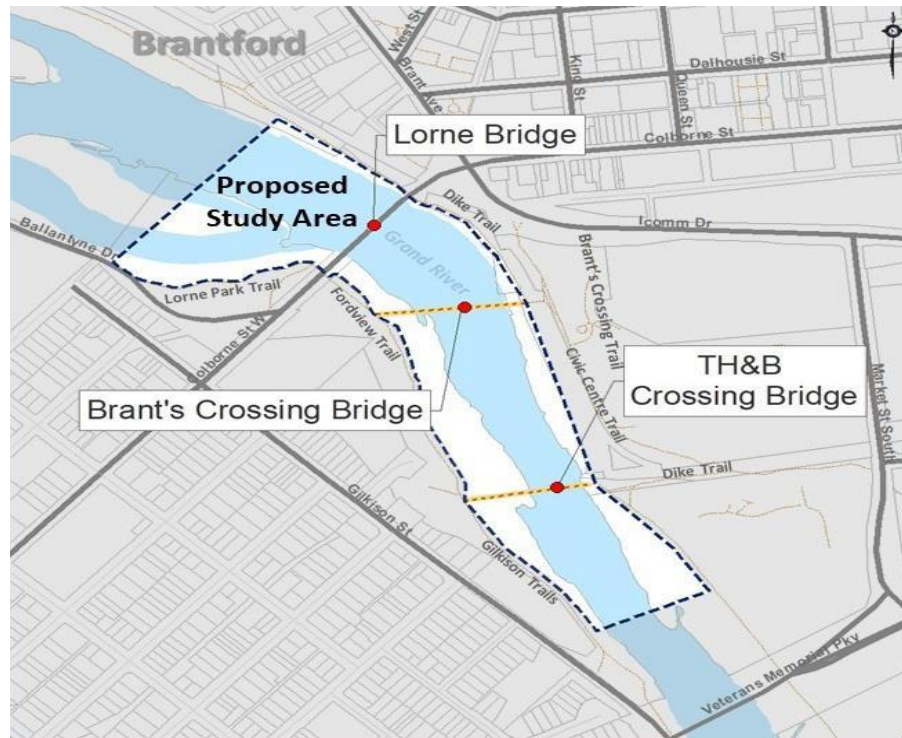 Brantford
West St
Brant Ave
King St
Queen St
Dalhousie St
Colborne St
Lorne Bridge
Proposed
Study Area
Dike Trail
Icomm Dr
Ballantyne Dr
Grand River
Brant's Crossing Trail
Lorne Park Trail
Fordview Trail
Colborne St W
Civic Centre Trail
TH&B
Crossing Bridge
Brant's Crossing Bridge
Market St South
Dike Trail
Gilkison St
Gilkison Trails
Veterans Memorial Pky